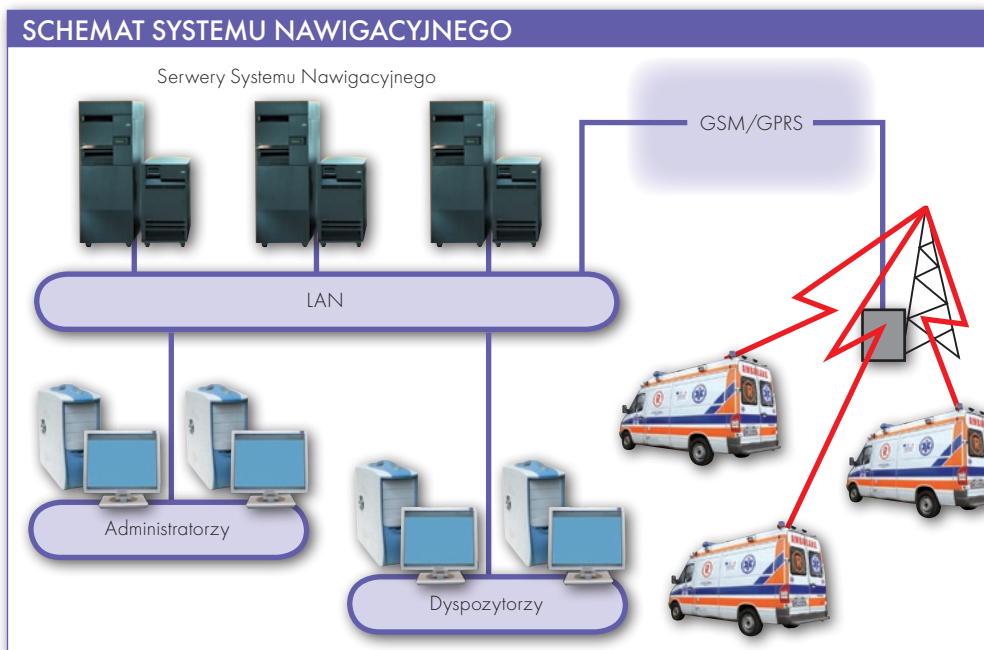 SCHEMAT SYSTEMU NAWIGACYJNEGO
Serwery Systemu Nawigacyjnego
GSM/GPRS
LAN
Administratorzy
Dyspozytorzy